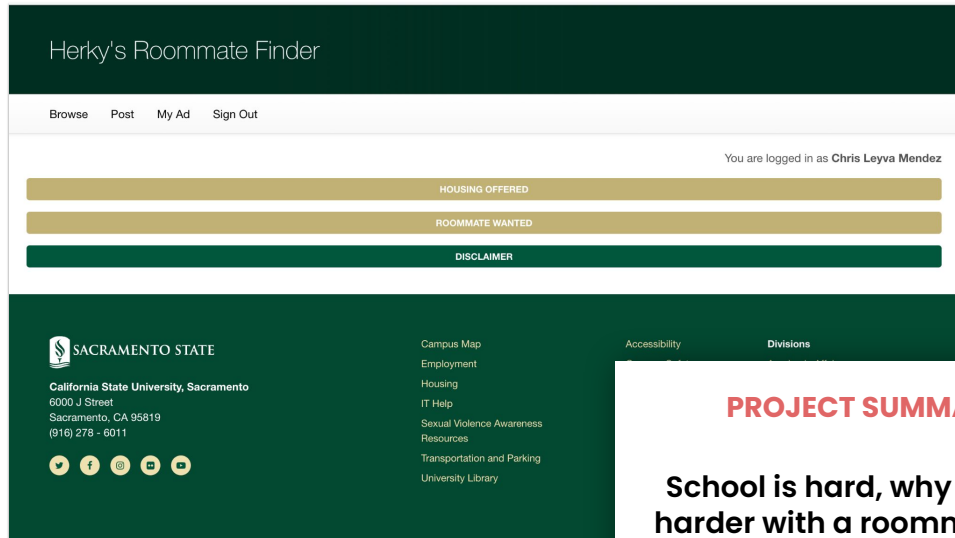 Herky's Roommate Finder
Browse Post My Ad Sign Out
You are logged in as Chris Leyva Mendez
HOUSING OFFERED
ROOMMATE WANTED
DISCLAIMER
SACRAMENTO STATE
California State University, Sacramento
6000 J Street
Sacramento, CA 95819
(916) 278 - 6011
Campus Map
Employment
Housing
IT Help
Sexual Violence Awareness
Resources
Transportation and Parking
University Library
Accessibility
Divisions
PROJECT
School is hard, why
harder with a